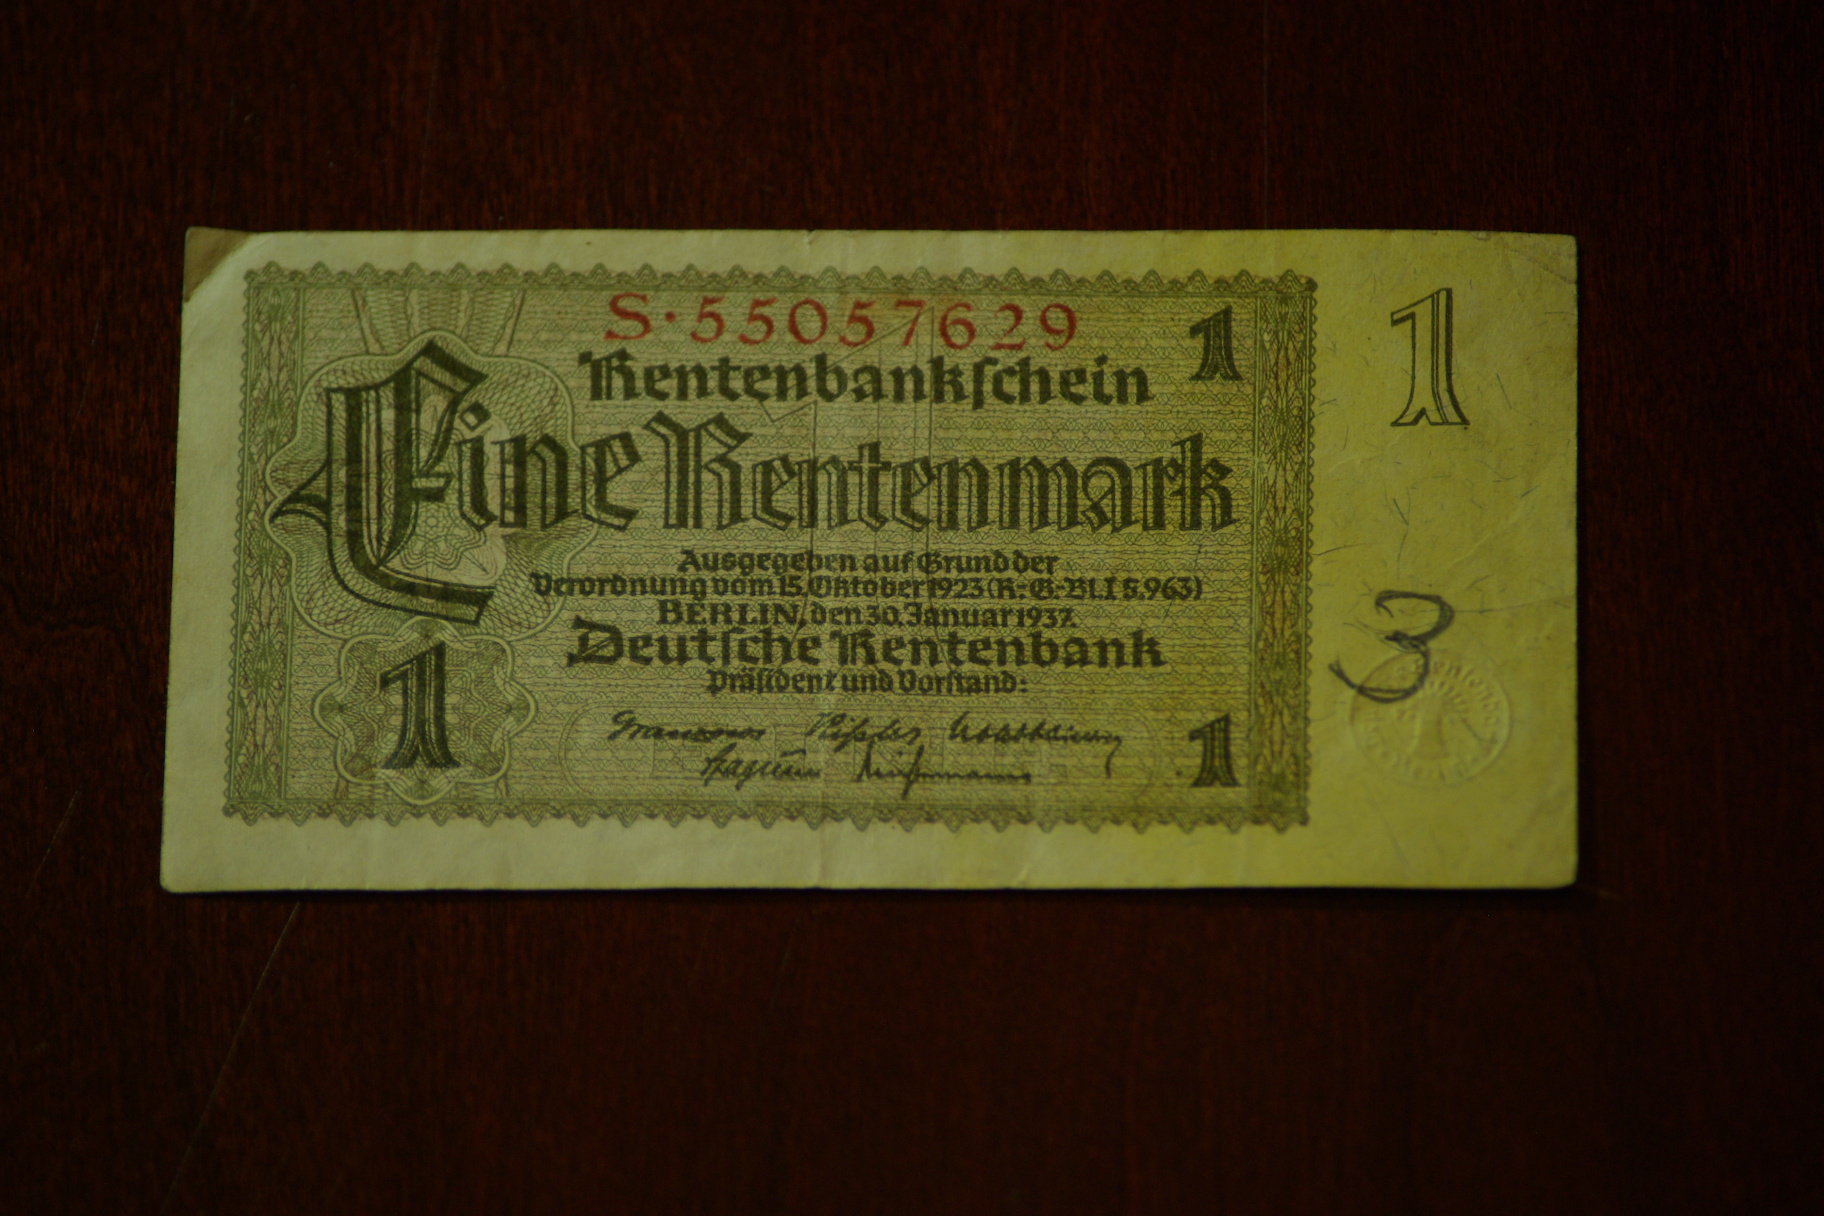 S·55057629
1
1
Rentenbankschein
Eine Rentenmark
Ausgegeben auf Grund der
Verordnung vom 15. Oktober 1923 (R.-G.-Bl. I S. 963)
BERLIN, den 30. Januar 1937.
Deutsche Rentenbank
Präsident und Vorstand:
3
1
1